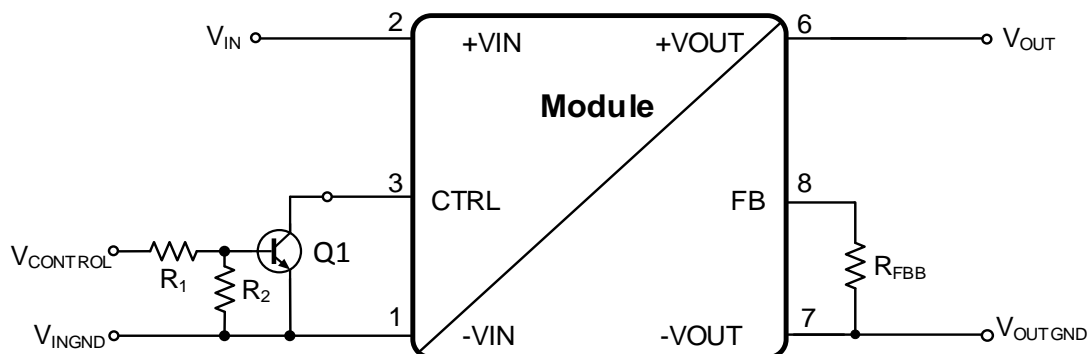 2
6
V_IN
+VIN
+VOUT
V_OUT
Module
3
8
CTRL
FB
V_CONTROL
Q1
R_1
R_2
R_FBB
1
7
V_INGND
-VIN
-VOUT
V_OUTGND